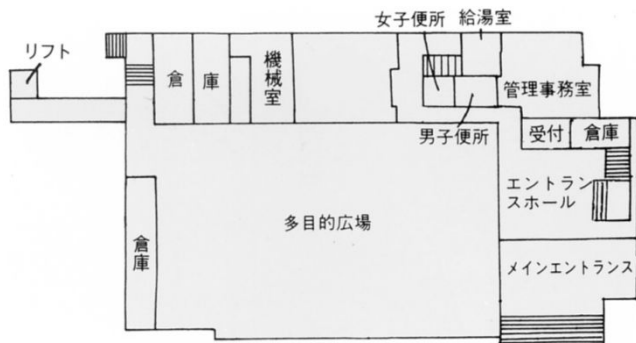 女子便所
給湯室
リフト
倉
庫
機械室
管理事務室
男子便所
受付
倉庫
エントラン
スホール
多目的広場
倉庫
メインエントランス